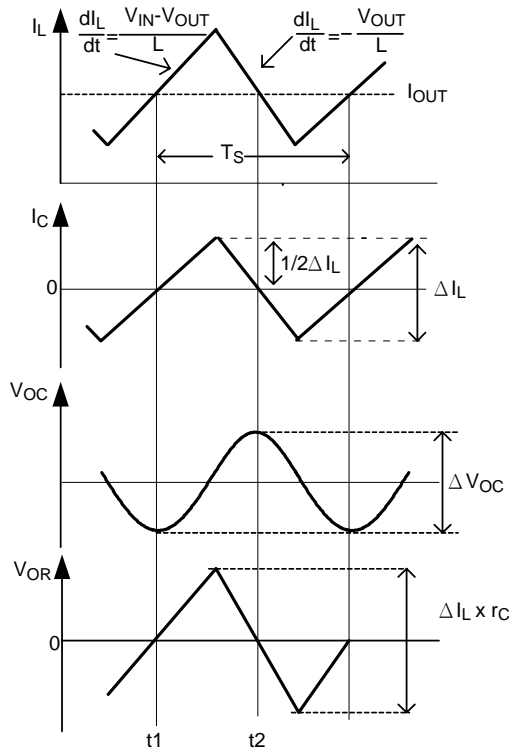 I_L
dI_L/dt = (V_IN-V_OUT)/L
dI_L/dt = -V_OUT/L
I_OUT
T_S
I_C
0
1/2ΔI_L
ΔI_L
V_OC
ΔV_OC
V_OR
0
ΔI_L x r_C
t1
t2